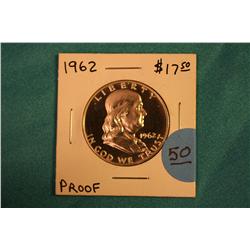 1962 $17.50
LIBERTY
1962
IN GOD WE TRUST
50
PROOF